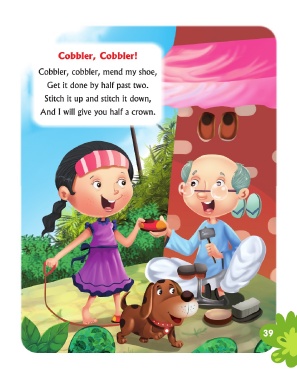 Cobbler, Cobbler!
Cobbler, cobbler, mend my shoe,
Get it done by half past two.
Stitch it up and stitch it down,
And I will give you half a crown.
39